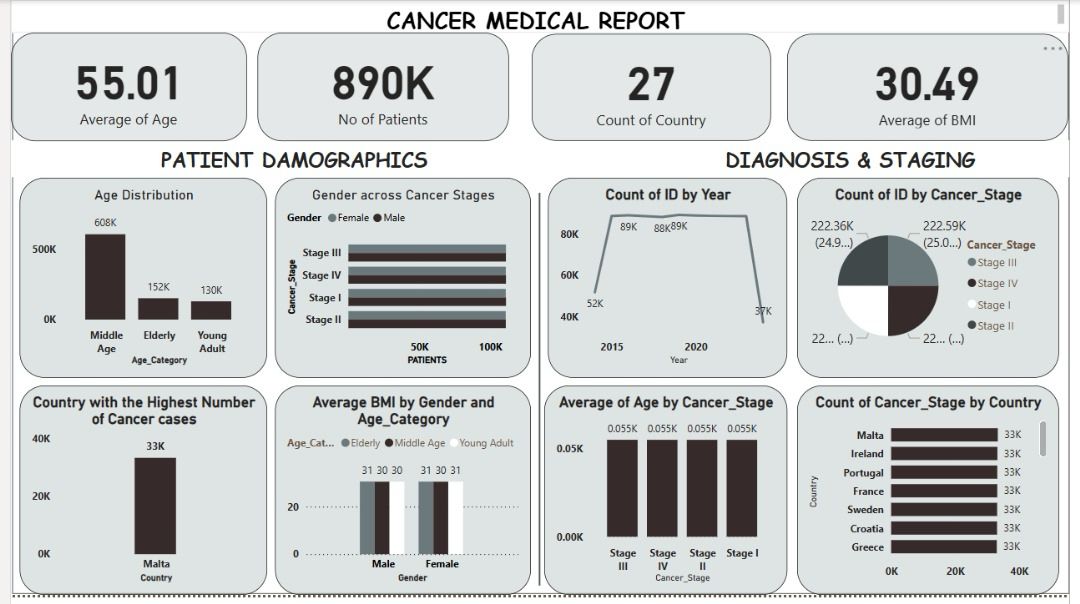 CANCER MEDICAL REPORT
55.01
Average of Age
890K
No of Patients
27
Count of Country
30.49
Average of BMI
PATIENT DAMOGRAPHICS
DIAGNOSIS & STAGING
Age Distribution
608K
500K
152K
130K
0K
Middle Age
Elderly
Young Adult
Age_Category
Gender across Cancer Stages
Gender Female Male
Cancer_Stage
Stage III
Stage IV
Stage I
Stage II
50K 100K
PATIENTS
Count of ID by Year
80K
60K
40K
52K
89K
88K
89K
37K
2015 2020
Year
Count of ID by Cancer_Stage
222.36K (24.9...)
222.59K (25.0...)
22... (...)
22... (...)
Cancer_Stage
Stage III
Stage IV
Stage I
Stage II
Country with the Highest Number
of Cancer cases
40K
33K
20K
0K
Malta
Country
Average BMI by Gender and
Age_Category
Age_Cat... Elderly Middle Age Young Adult
31 30 30 31 30 31
20
0
Male Female
Gender
Average of Age by Cancer_Stage
0.055K 0.055K 0.055K 0.055K
0.05K
0.00K
Stage III
Stage IV
Stage II
Stage I
Cancer_Stage
Count of Cancer_Stage by Country
Country
Malta 33K
Ireland 33K
Portugal 33K
France 33K
Sweden 33K
Croatia 33K
Greece 33K
0K 20K 40K